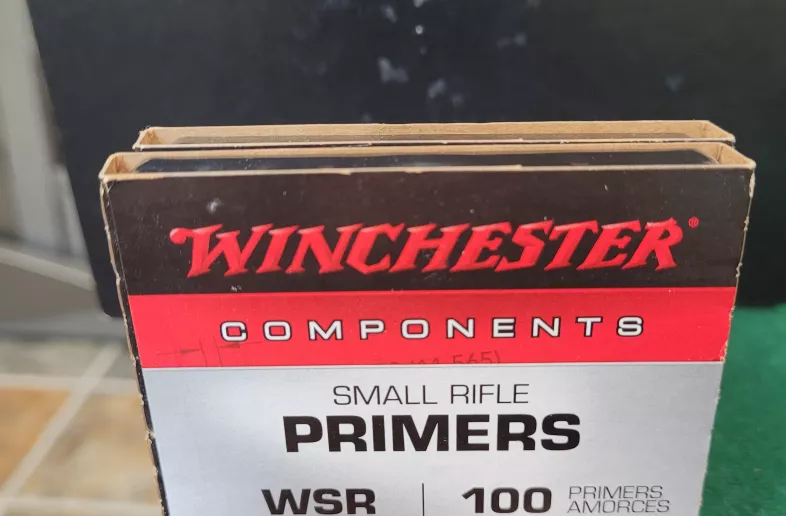 WINCHESTER®
COMPONENTS
SMALL RIFLE
PRIMERS
WSR | 100 PRIMERS
AMORCES